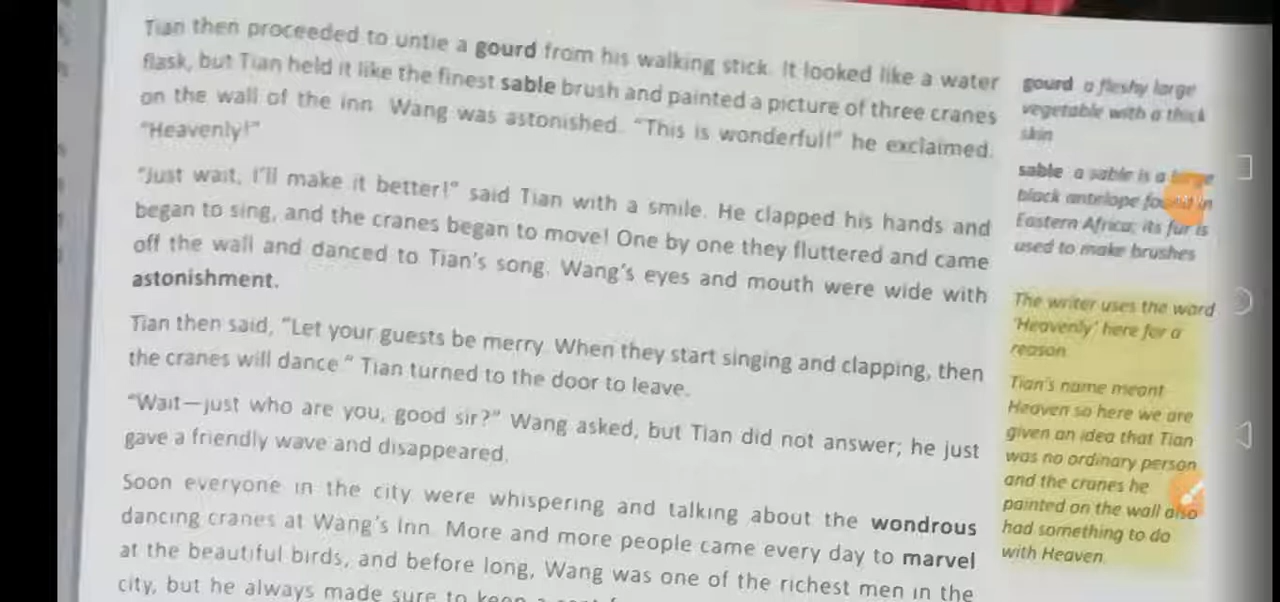 Tian then proceeded to untie a gourd from his walking stick. It looked like a water
flask, but Tian held it like the finest sable brush and painted a picture of three cranes
on the wall of the inn. Wang was astonished. "This is wonderful!" he exclaimed.
"Heavenly!"
"Just wait, I'll make it better!" said Tian with a smile. He clapped his hands and
began to sing, and the cranes began to move! One by one they fluttered and came
off the wall and danced to Tian's song. Wang's eyes and mouth were wide with
astonishment.
Tian then said, "Let your guests be merry. When they start singing and clapping, then
the cranes will dance." Tian turned to the door to leave.
"Wait—just who are you, good sir?" Wang asked, but Tian did not answer; he just
gave a friendly wave and disappeared.
Soon everyone in the city were whispering and talking about the wondrous
dancing cranes at Wang's Inn. More and more people came every day to marvel
at the beautiful birds, and before long, Wang was one of the richest men in the
city, but he always made sure to keep a
gourd a fleshy large
vegetable with a thick
skin
sable a sable is a large
black antelope found in
Eastern Africa; its fur is
used to make brushes
The writer uses the word
'Heavenly' here for a
reason.
Tian's name meant
Heaven so here we are
given an idea that Tian
was no ordinary person
and the cranes he
painted on the wall also
had something to do
with Heaven.